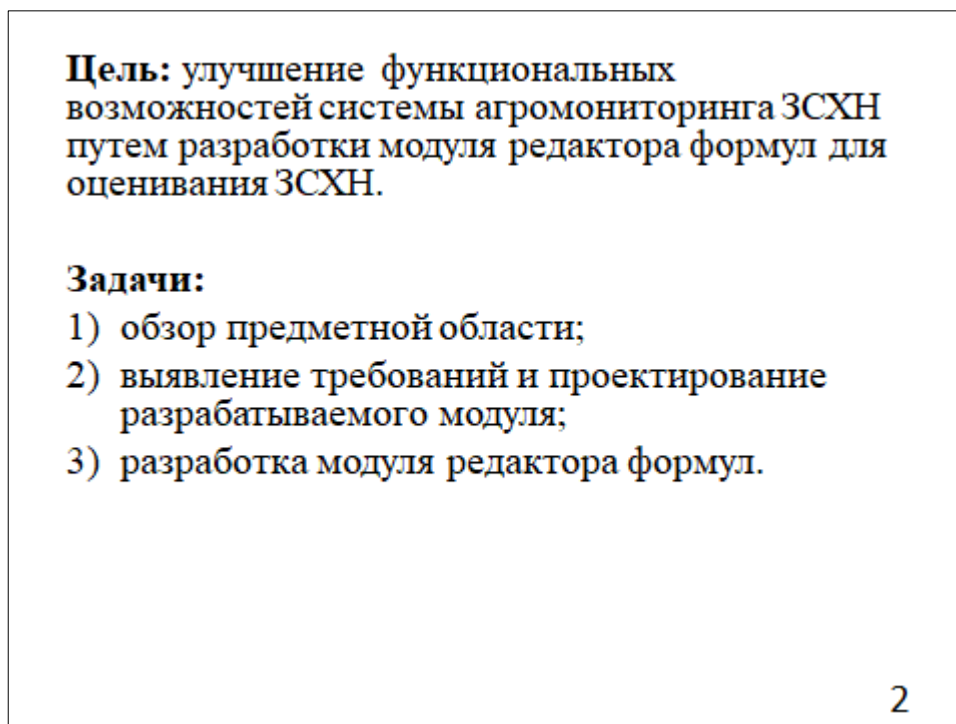 Цель: улучшение функциональных
возможностей системы агромониторинга ЗСХН
путем разработки модуля редактора формул для
оценивания ЗСХН.
Задачи:
1) обзор предметной области;
2) выявление требований и проектирование
разрабатываемого модуля;
3) разработка модуля редактора формул.
2